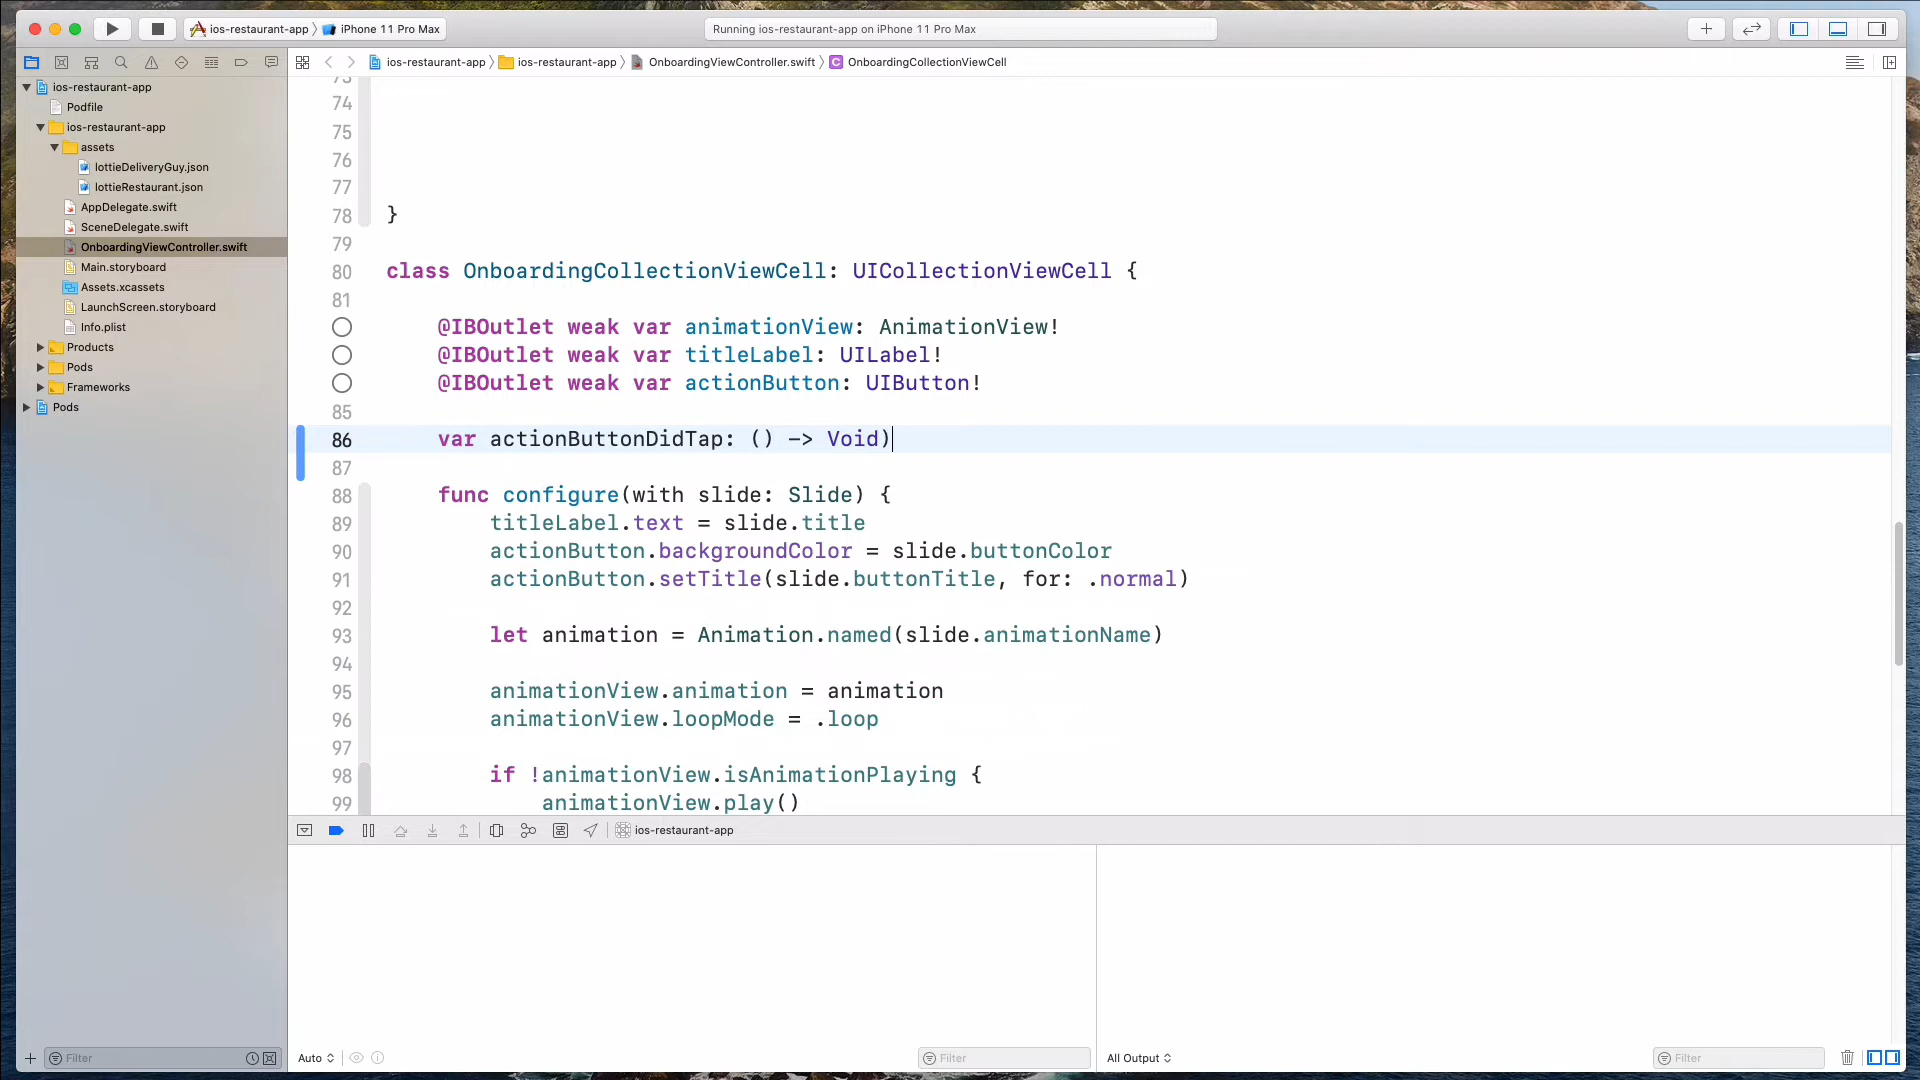 ios-restaurant-app iPhone 11 Pro Max
Running ios-restaurant-app on iPhone 11 Pro Max
ios-restaurant-app ios-restaurant-app OnboardingViewController.swift C OnboardingCollectionViewCell
ios-restaurant-app
Podfile
ios-restaurant-app
assets
lottieDeliveryGuy.json
lottieRestaurant.json
AppDelegate.swift
SceneDelegate.swift
OnboardingViewController.swift
Main.storyboard
Assets.xcassets
LaunchScreen.storyboard
Info.plist
Products
Pods
Frameworks
Pods
Filter
73
74
75
76
77
78 }
79
80 class OnboardingCollectionViewCell: UICollectionViewCell {
81
@IBOutlet weak var animationView: AnimationView!
@IBOutlet weak var titleLabel: UILabel!
@IBOutlet weak var actionButton: UIButton!
85
86 var actionButtonDidTap: () -> Void)
87
88 func configure(with slide: Slide) {
89 titleLabel.text = slide.title
90 actionButton.backgroundColor = slide.buttonColor
91 actionButton.setTitle(slide.buttonTitle, for: .normal)
92
93 let animation = Animation.named(slide.animationName)
94
95 animationView.animation = animation
96 animationView.loopMode = .loop
97
98 if !animationView.isAnimationPlaying {
99 animationView.play()
ios-restaurant-app
Auto
Filter
All Output
Filter